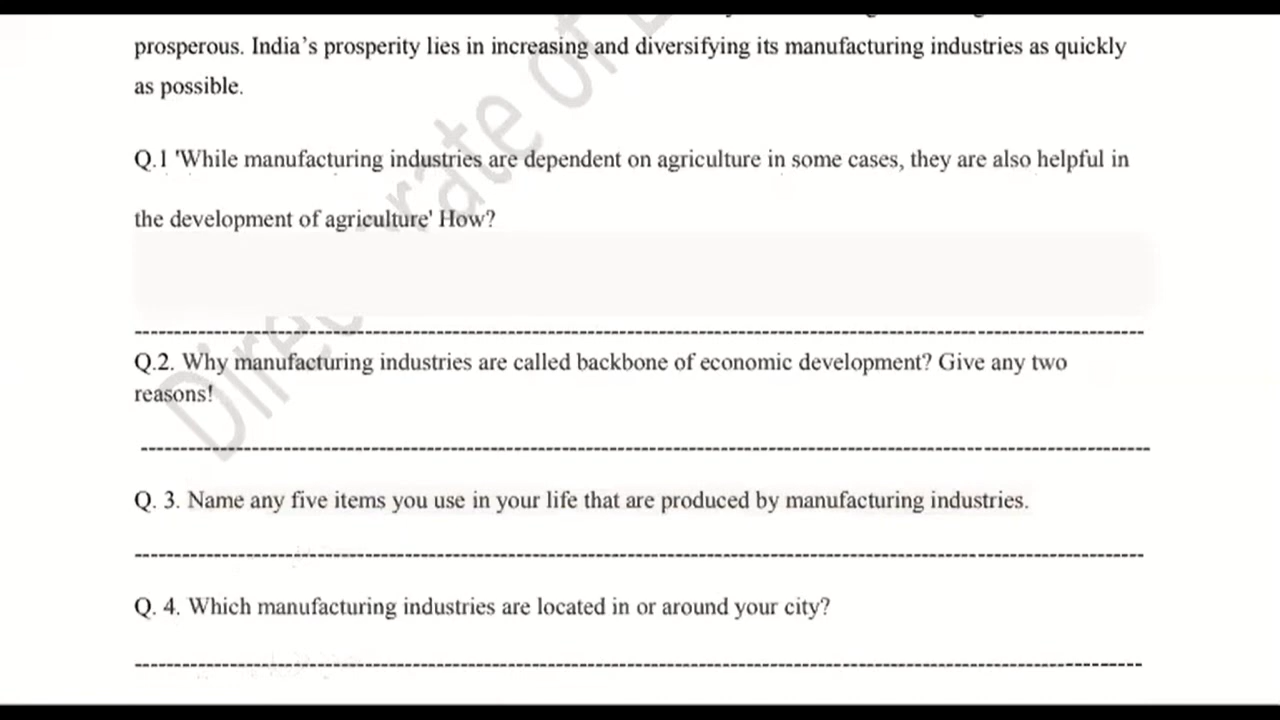 prosperous. India's prosperity lies in increasing and diversifying its manufacturing industries as quickly
as possible.
Q.1 'While manufacturing industries are dependent on agriculture in some cases, they are also helpful in
the development of agriculture' How?
Q.2. Why manufacturing industries are called backbone of economic development? Give any two
reasons!
Q. 3. Name any five items you use in your life that are produced by manufacturing industries.
Q. 4. Which manufacturing industries are located in or around your city?